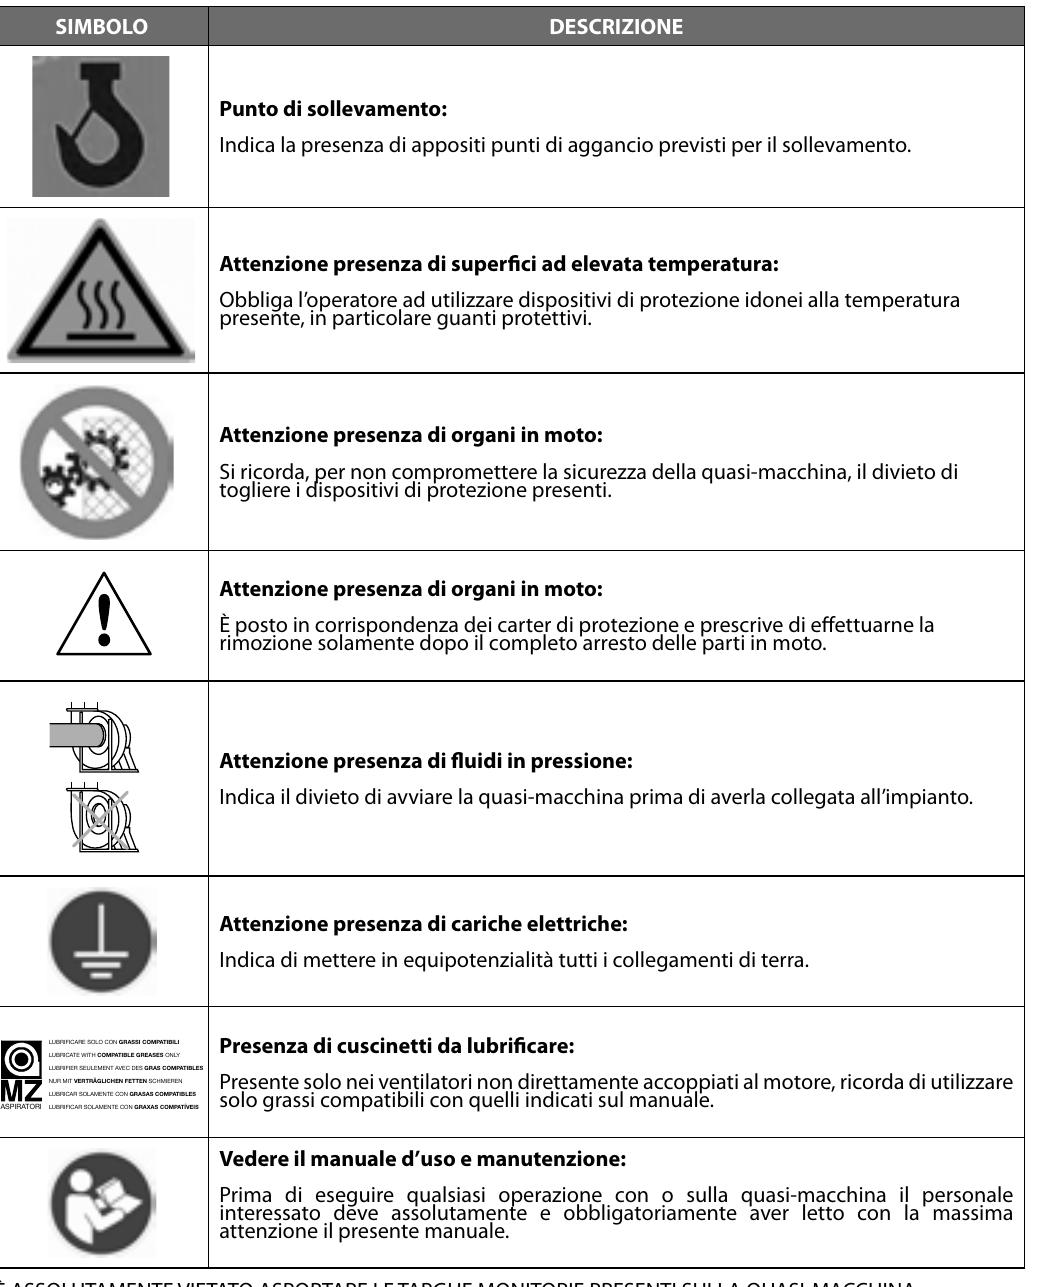 SIMBOLO
DESCRIZIONE
Punto di sollevamento:
Indica la presenza di appositi punti di aggancio previsti per il sollevamento.
Attenzione presenza di superfici ad elevata temperatura:
Obbliga l’operatore ad utilizzare dispositivi di protezione idonei alla temperatura
presente, in particolare guanti protettivi.
Attenzione presenza di organi in moto:
Si ricorda, per non compromettere la sicurezza della quasi-macchina, il divieto di
togliere i dispositivi di protezione presenti.
Attenzione presenza di organi in moto:
È posto in corrispondenza dei carter di protezione e prescrive di effettuarne la
rimozione solamente dopo il completo arresto delle parti in moto.
Attenzione presenza di fluidi in pressione:
Indica il divieto di avviare la quasi-macchina prima di averla collegata all’impianto.
Attenzione presenza di cariche elettriche:
Indica di mettere in equipotenzialità tutti i collegamenti di terra.
MZ
ASPIRATORI
LUBRIFICARE SOLO CON GRASSI COMPATIBILI
LUBRICATE WITH COMPATIBLE GREASES ONLY
LUBRIFIER SEULEMENT AVEC DES GRAS COMPATIBLES
NUR MIT VERTRÄGLICHEN FETTEN SCHMIEREN
LUBRICAR SOLAMENTE CON GRASAS COMPATIBLES
LUBRIFICAR SOLAMENTE CON GRAXAS COMPATÍVEIS
Presenza di cuscinetti da lubrificare:
Presente solo nei ventilatori non direttamente accoppiati al motore, ricorda di utilizzare
solo grassi compatibili con quelli indicati sul manuale.
Vedere il manuale d’uso e manutenzione:
Prima di eseguire qualsiasi operazione con o sulla quasi-macchina il personale
interessato deve assolutamente e obbligatoriamente aver letto con la massima
attenzione il presente manuale.
È ASSOLUTAMENTE VIETATO ASPORTARE LE TARGHE MONITORIE PRESENTI SULLA QUASI-MACCHINA